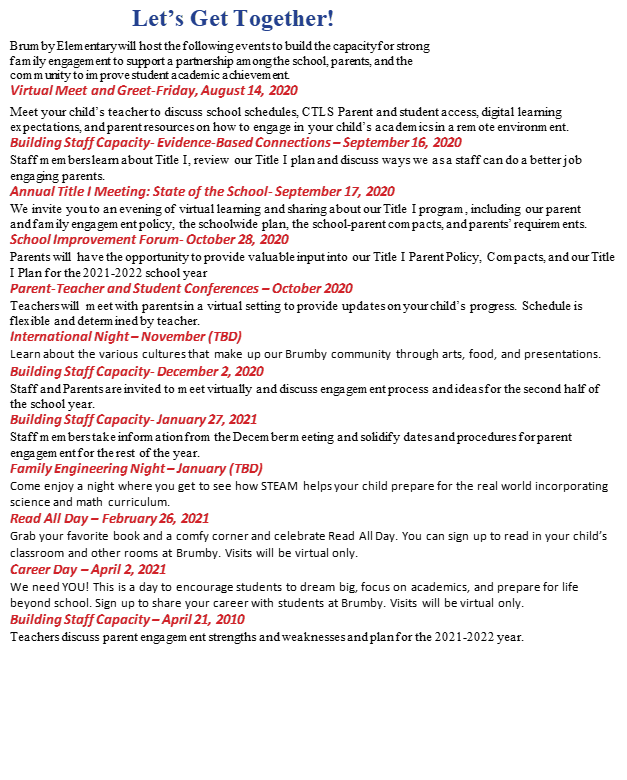 Let's Get Together!
Brumby Elementary will host the following events to build the capacity for strong
family engagement to support a partnership among the school, parents, and the
community to improve student academic achievement.
Virtual Meet and Greet-Friday, August 14, 2020
Meet your child's teacher to discuss school schedules, CTLS Parent and student access, digital learning
expectations, and parent resources on how to engage in your child's academics in a remote environment.
Building Staff Capacity- Evidence-Based Connections – September 16, 2020
Staff members learn about Title I, review our Title I plan and discuss ways we as a staff can do a better job
engaging parents.
Annual Title I Meeting: State of the School- September 17, 2020
We invite you to an evening of virtual learning and sharing about our Title I program, including our parent
and family engagement policy, the schoolwide plan, the school-parent compacts, and parents' requirements.
School Improvement Forum- October 28, 2020
Parents will have the opportunity to provide valuable input into our Title I Parent Policy, Compacts, and our Title
I Plan for the 2021-2022 school year
Parent-Teacher and Student Conferences – October 2020
Teachers will meet with parents in a virtual setting to provide updates on your child's progress. Schedule is
flexible and determined by teacher.
International Night – November (TBD)
Learn about the various cultures that make up our Brumby community through arts, food, and presentations.
Building Staff Capacity- December 2, 2020
Staff and Parents are invited to meet virtually and discuss engagement process and ideas for the second half of
the school year.
Building Staff Capacity- January 27, 2021
Staff members take information from the December meeting and solidify dates and procedures for parent
engagement for the rest of the year.
Family Engineering Night – January (TBD)
Come enjoy a night where you get to see how STEAM helps your child prepare for the real world incorporating
science and math curriculum.
Read All Day – February 26, 2021
Grab your favorite book and a comfy corner and celebrate Read All Day. You can sign up to read in your child's
classroom and other rooms at Brumby. Visits will be virtual only.
Career Day – April 2, 2021
We need YOU! This is a day to encourage students to dream big, focus on academics, and prepare for life
beyond school. Sign up to share your career with students at Brumby. Visits will be virtual only.
Building Staff Capacity – April 21, 2010
Teachers discuss parent engagement strengths and weaknesses and plan for the 2021-2022 year.